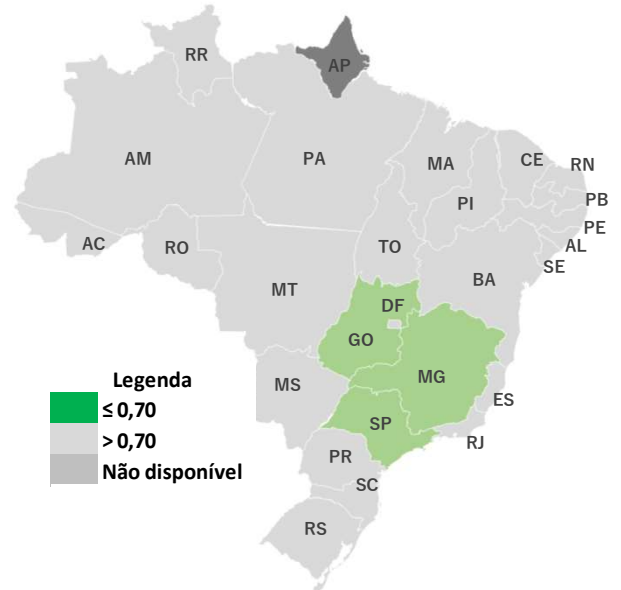 RR
AP
AM
PA
MA
CE
RN
PI
PB
PE
AC
RO
TO
AL
SE
BA
MT
DF
GO
MG
Legenda
≤ 0,70
> 0,70
Não disponível
MS
ES
SP
RJ
PR
SC
RS